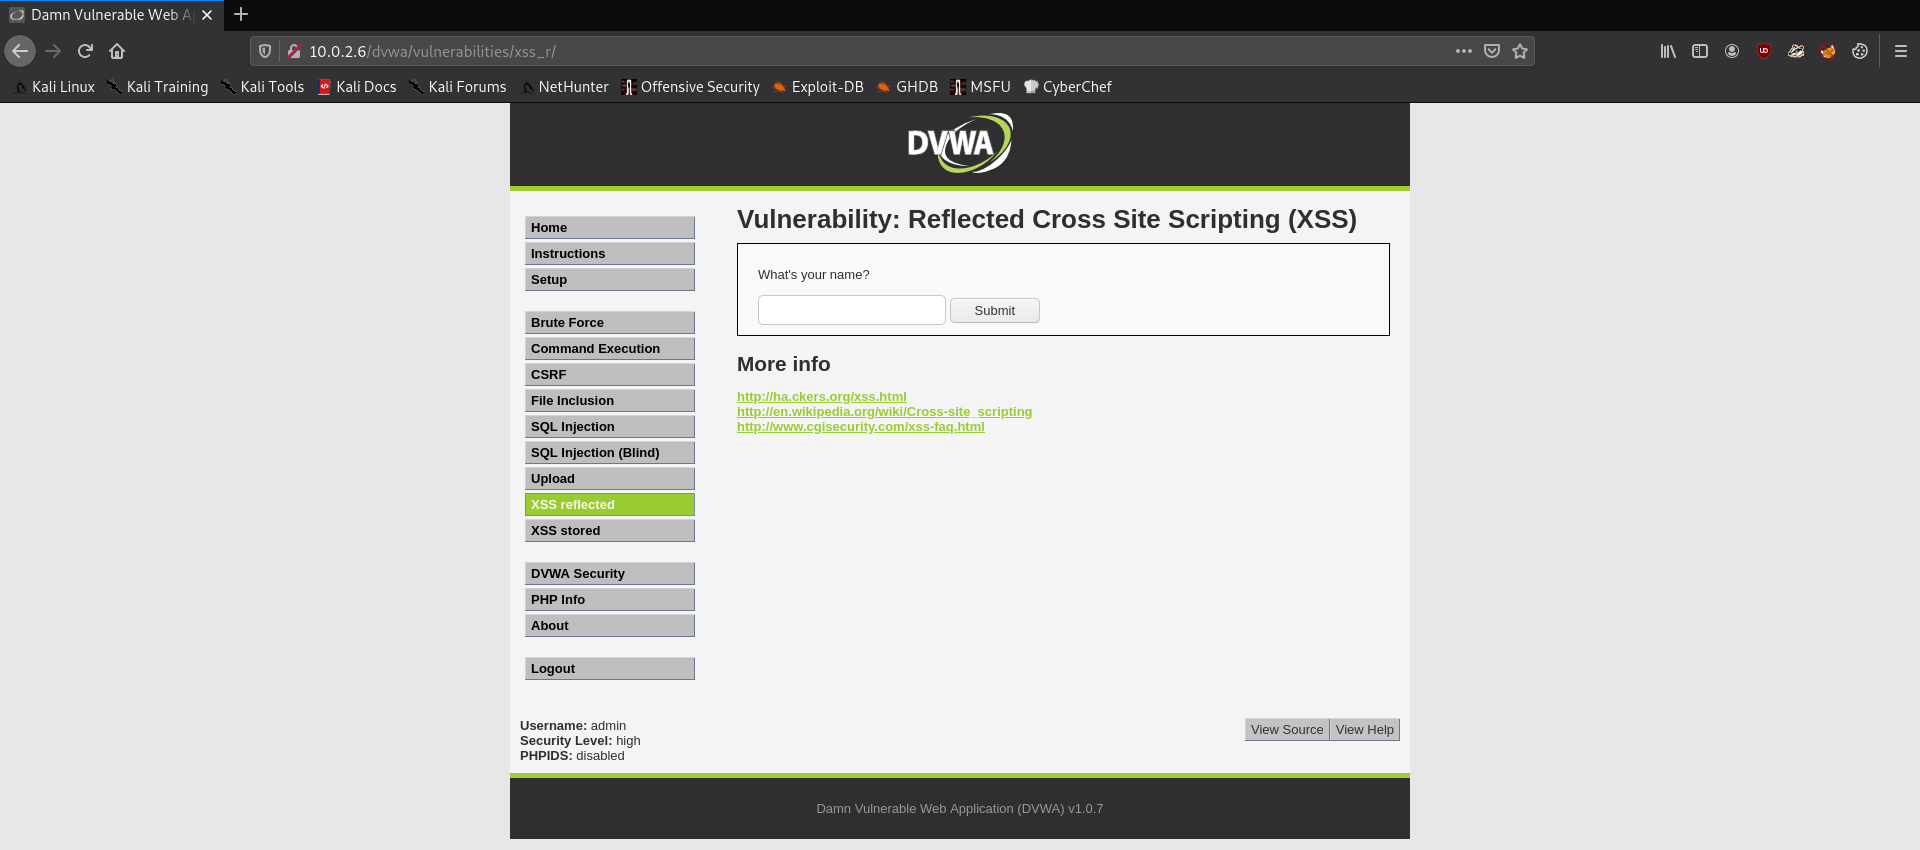 Damn Vulnerable Web Ap
10.0.2.6/dvwa/vulnerabilities/xss_r/
Kali Linux Kali Training Kali Tools Kali Docs Kali Forums NetHunter Offensive Security Exploit-DB GHDB MSFU CyberChef
DVWA
Home
Instructions
Setup
Brute Force
Command Execution
CSRF
File Inclusion
SQL Injection
SQL Injection (Blind)
Upload
XSS reflected
XSS stored
DVWA Security
PHP Info
About
Logout
Vulnerability: Reflected Cross Site Scripting (XSS)
What's your name?
Submit
More info
http://ha.ckers.org/xss.html
http://en.wikipedia.org/wiki/Cross-site_scripting
http://www.cgisecurity.com/xss-faq.html
Username: admin
Security Level: high
PHPIDS: disabled
View Source View Help
Damn Vulnerable Web Application (DVWA) v1.0.7